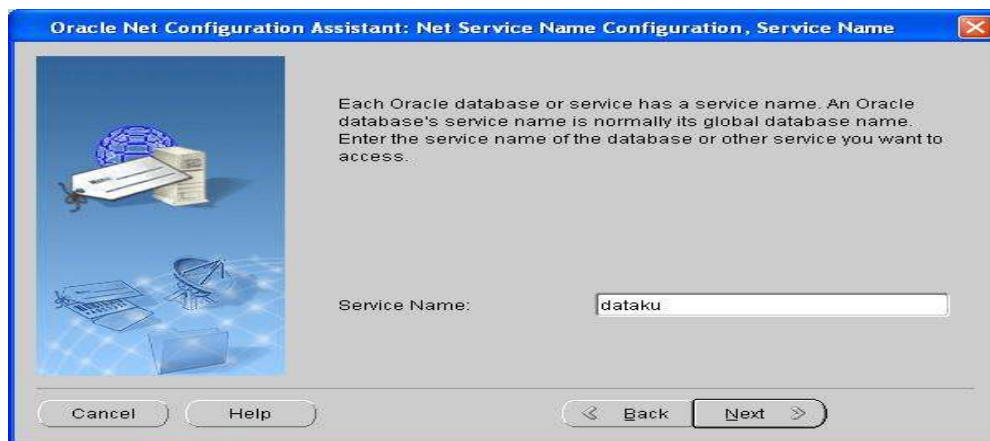 Oracle Net Configuration Assistant: Net Service Name Configuration, Service Name
Each Oracle database or service has a service name. An Oracle
database's service name is normally its global database name.
Enter the service name of the database or other service you want to
access.
Service Name:
dataku
Cancel
Help
Back
Next